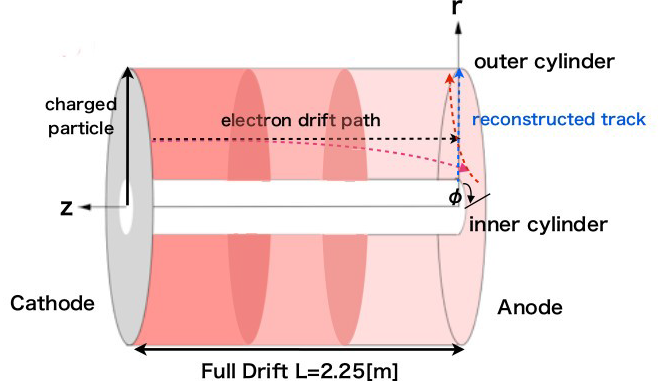 r
outer cylinder
charged
particle
electron drift path
reconstructed track
z
ϕ
inner cylinder
Cathode
Anode
Full Drift L=2.25[m]